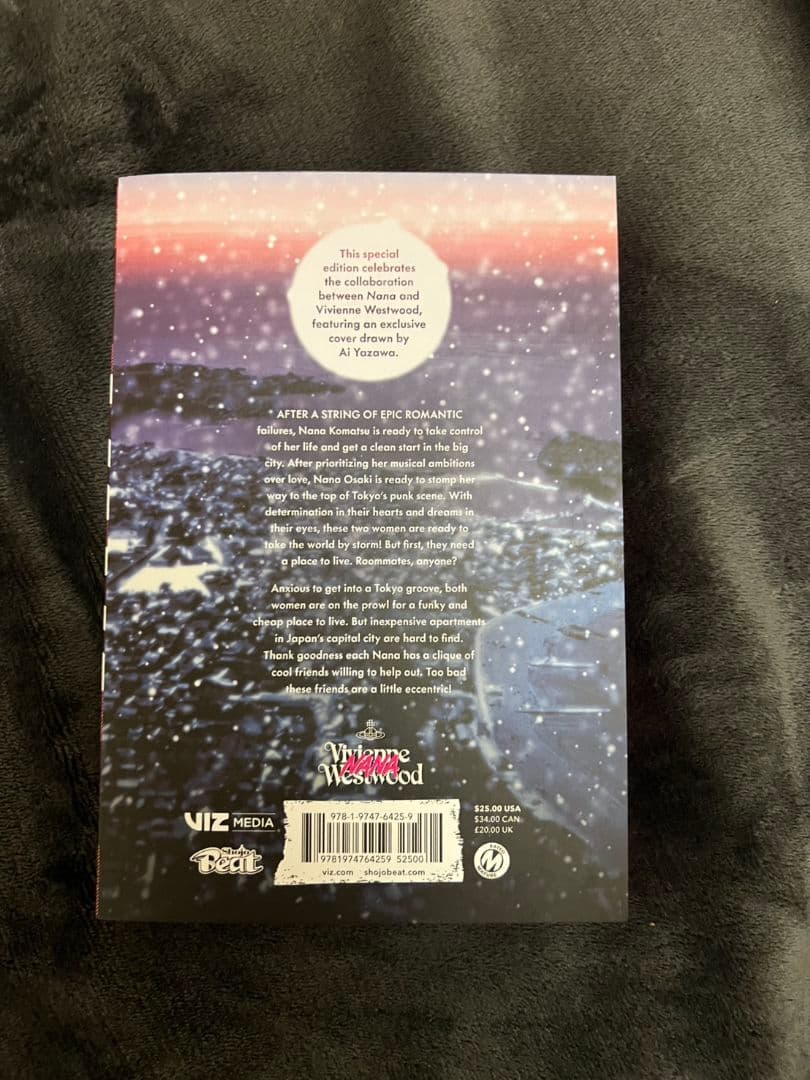 This special
edition celebrates
the collaboration
between Nana and
Vivienne Westwood,
featuring an exclusive
cover drawn by
Ai Yazawa.
AFTER A STRING OF EPIC ROMANTIC
failures, Nana Komatsu is ready to take control
of her life and get a clean start in the big
city. After prioritizing her musical ambitions
over love, Nana Osaki is ready to stomp her
way to the top of Tokyo's punk scene. With
determination in their hearts and dreams in
their eyes, these two women are ready to
take the world by storm! But first, they need
a place to live. Roommates, anyone?
Anxious to get into a Tokyo groove, both
women are on the prowl for a funky and
cheap place to live. But inexpensive apartments
in Japan's capital city are hard to find.
Thank goodness each Nana has a clique of
cool friends willing to help out. Too bad
these friends are a little eccentric!
Vivienne
NANA
Westwood
VIZ MEDIA
Shojo
Beat
978-1-9747-6425-9
9781974764259 52500
viz.com shojobeat.com
$25.00 USA
$34.00 CAN
£20.00 UK
RATED
M
MATURE